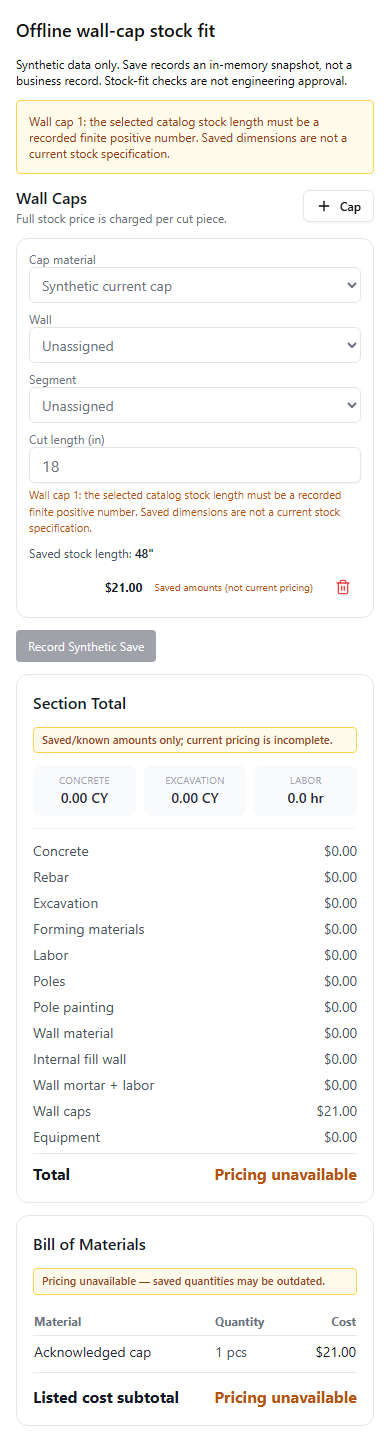 Offline wall-cap stock fit
Synthetic data only. Save records an in-memory snapshot, not a
business record. Stock-fit checks are not engineering approval.
Wall cap 1: the selected catalog stock length must be a
recorded finite positive number. Saved dimensions are not a
current stock specification.
Wall Caps
+ Cap
Full stock price is charged per cut piece.
Cap material
Synthetic current cap
Wall
Unassigned
Segment
Unassigned
Cut length (in)
18
Wall cap 1: the selected catalog stock length must be a recorded
finite positive number. Saved dimensions are not a current stock
specification.
Saved stock length: 48"
$21.00 Saved amounts (not current pricing)
Record Synthetic Save
Section Total
Saved/known amounts only; current pricing is incomplete.
CONCRETE EXCAVATION LABOR
0.00 CY 0.00 CY 0.0 hr
Concrete $0.00
Rebar $0.00
Excavation $0.00
Forming materials $0.00
Labor $0.00
Poles $0.00
Pole painting $0.00
Wall material $0.00
Internal fill wall $0.00
Wall mortar + labor $0.00
Wall caps $21.00
Equipment $0.00
Total Pricing unavailable
Bill of Materials
Pricing unavailable — saved quantities may be outdated.
Material Quantity Cost
Acknowledged cap 1 pcs $21.00
Listed cost subtotal Pricing unavailable